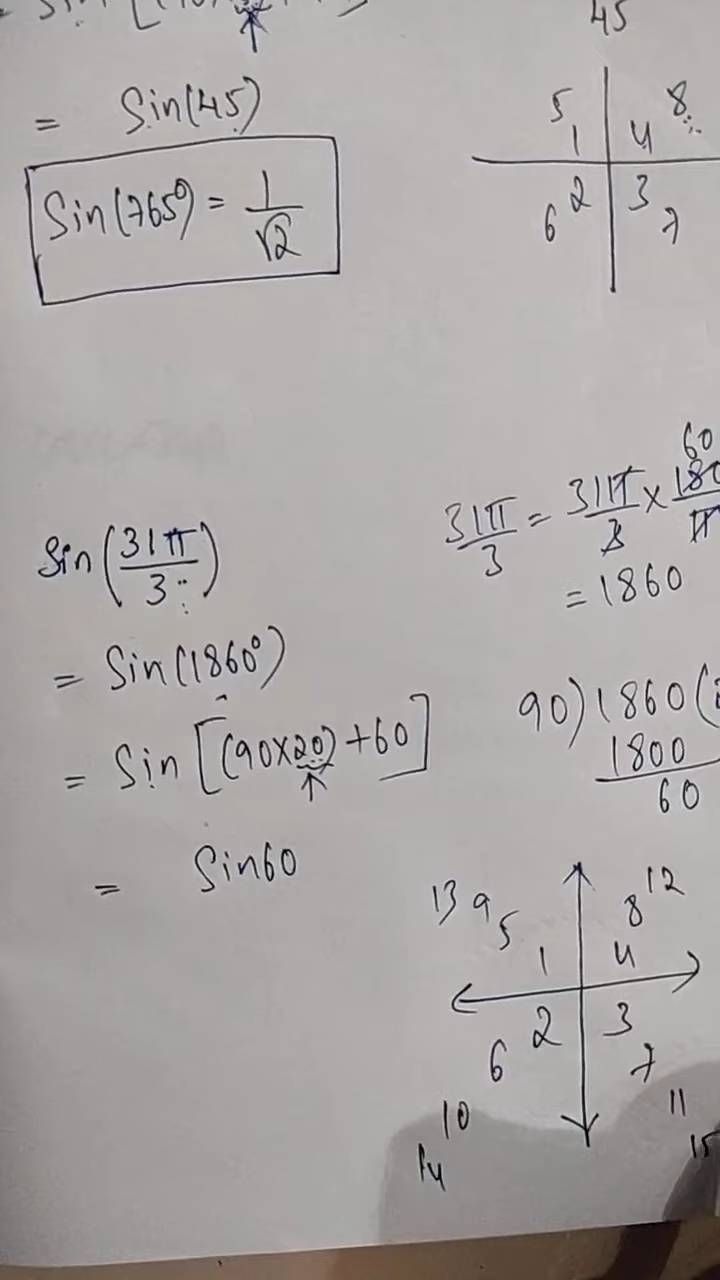 45
= Sin(45)
Sin(765°) = 1/√2
5 1 4 8
6 2 3 7
Sin(31π/3)
= Sin(1860°)
= Sin[(90×20)+60]
= Sin60
60
31π/3 = 31π/3 × 180/π
= 1860
90)1860(
1800
60
13 9 5 1 4 8 12
6 2 3 7
10 11
14 15